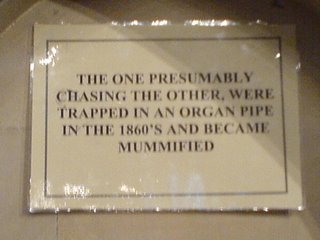 THE ONE PRESUMABLY
CHASING THE OTHER, WERE
TRAPPED IN AN ORGAN PIPE
IN THE 1860'S AND BECAME
MUMMIFIED